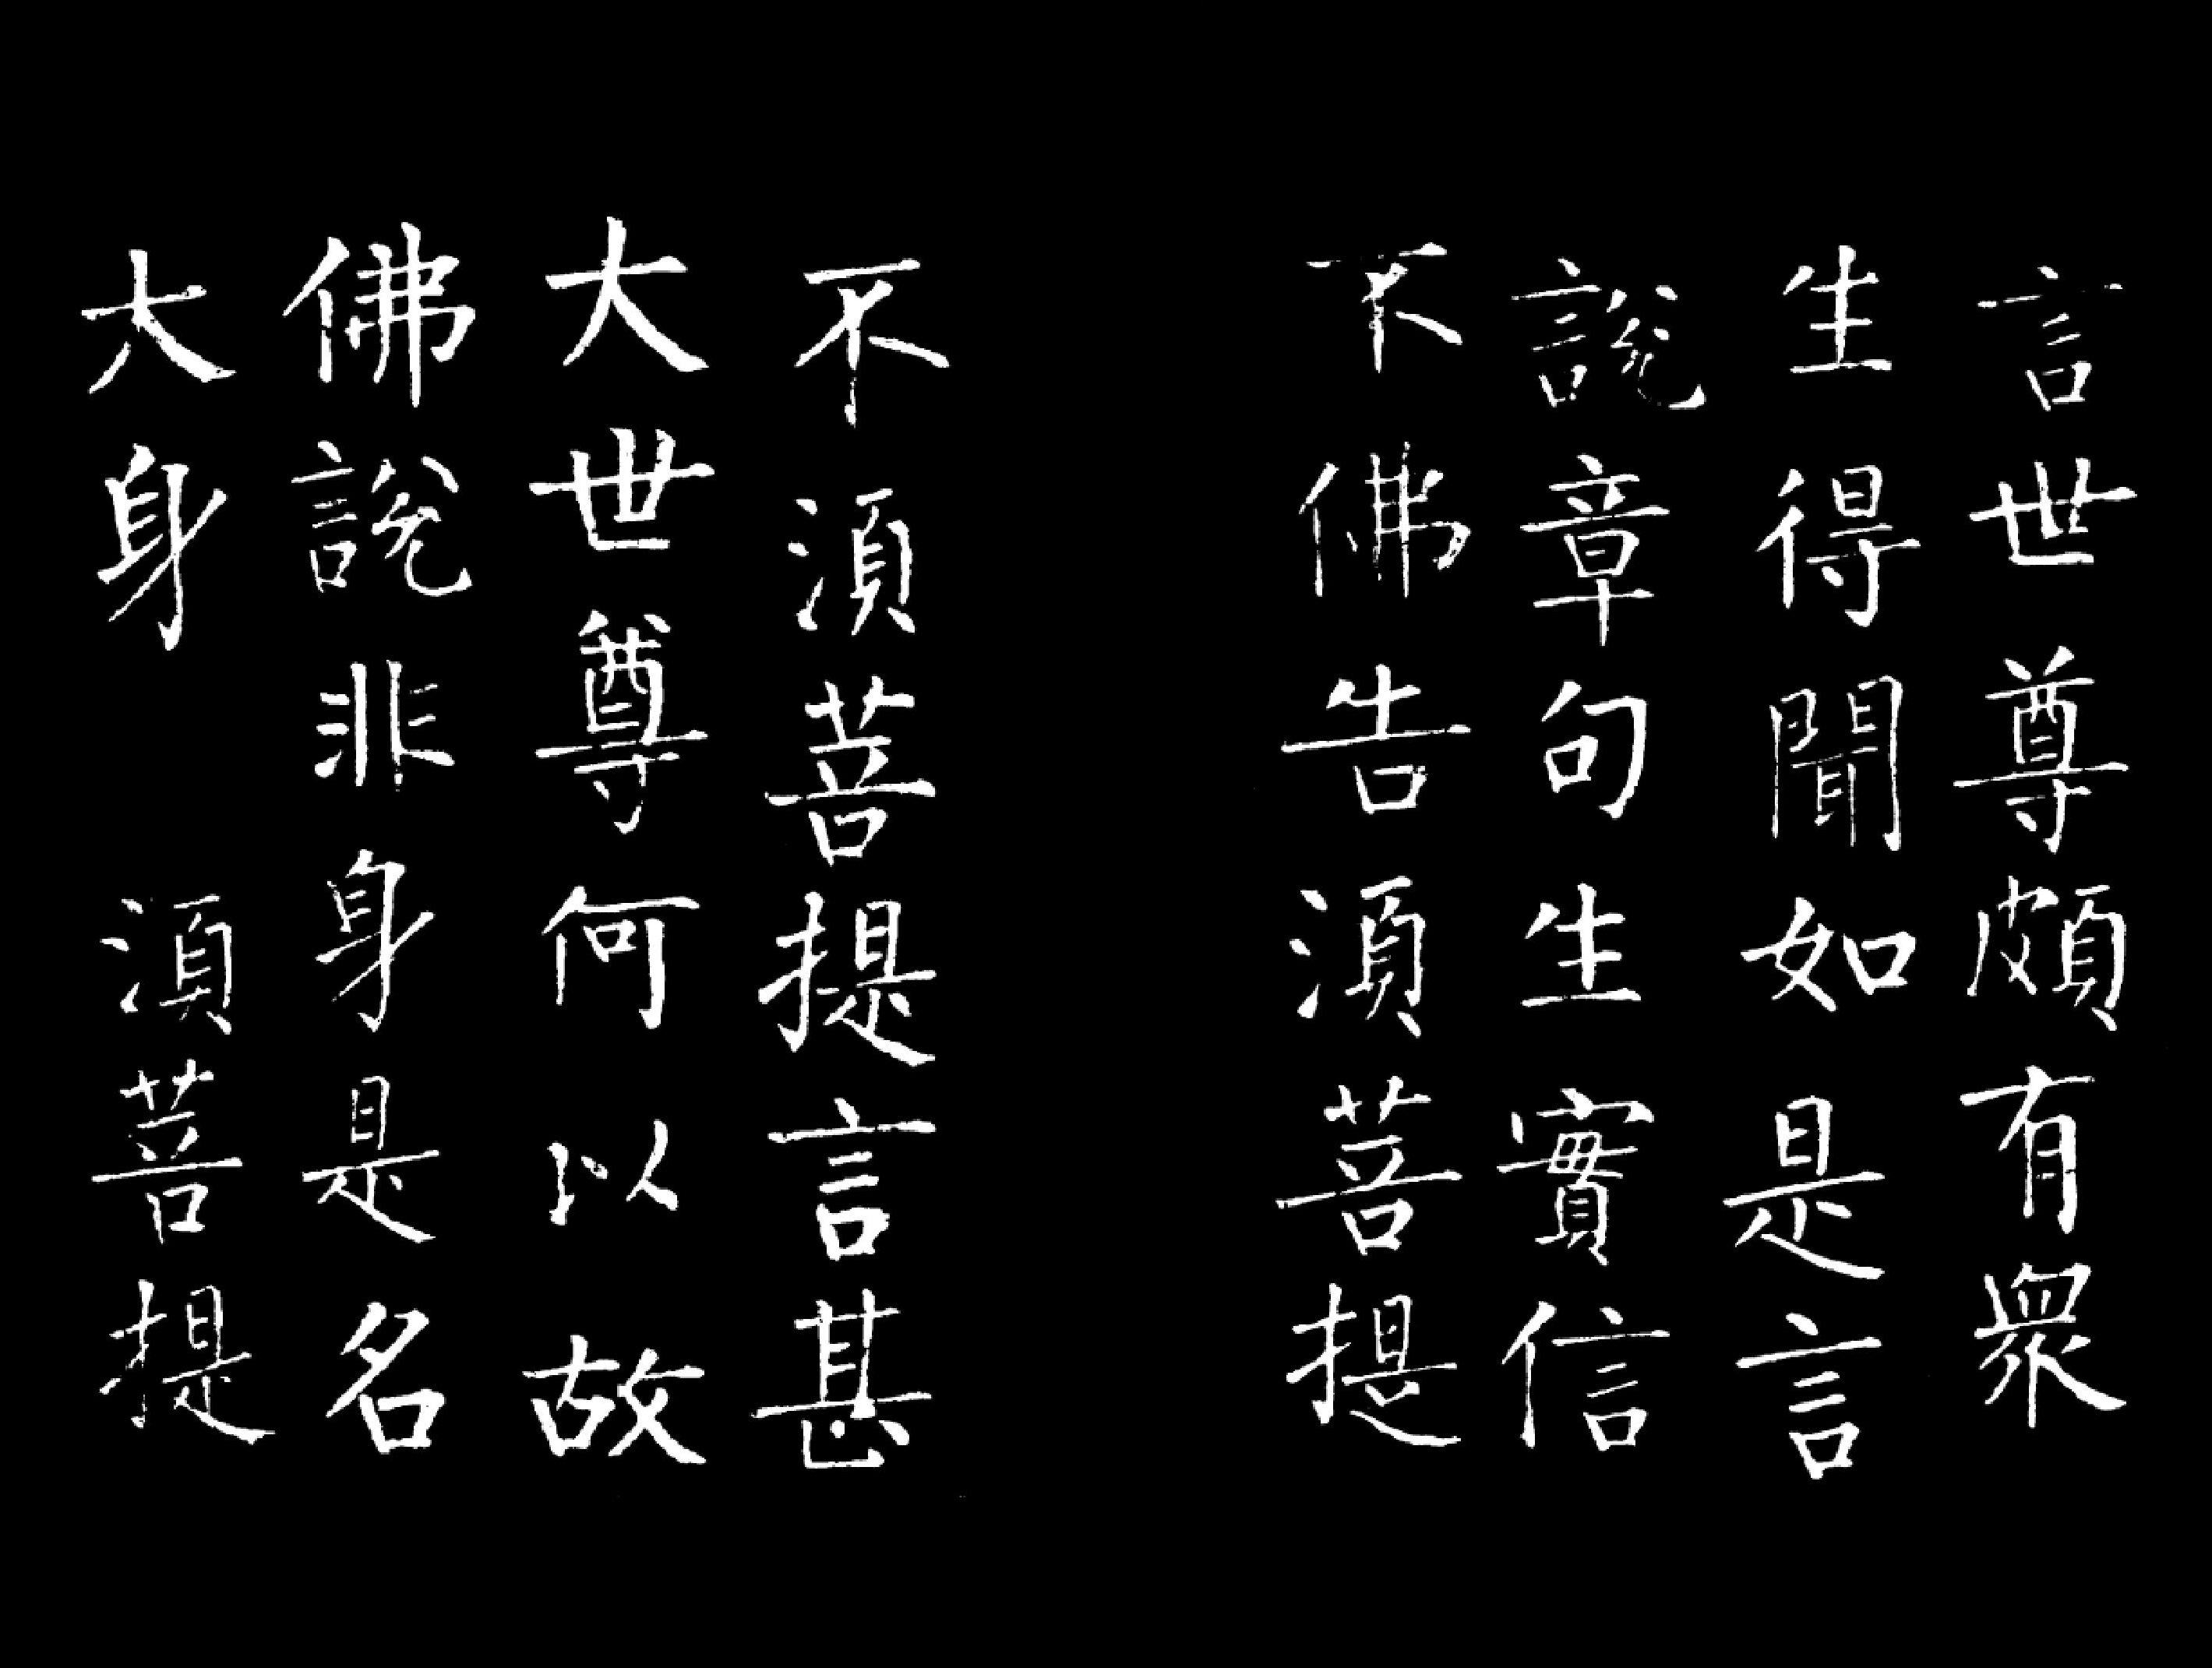 言世尊頗有衆
生得聞如是言
說章句生實信
不佛告須菩提
不須菩提言甚
大世尊何以故
佛說非身是名
大身 須菩提